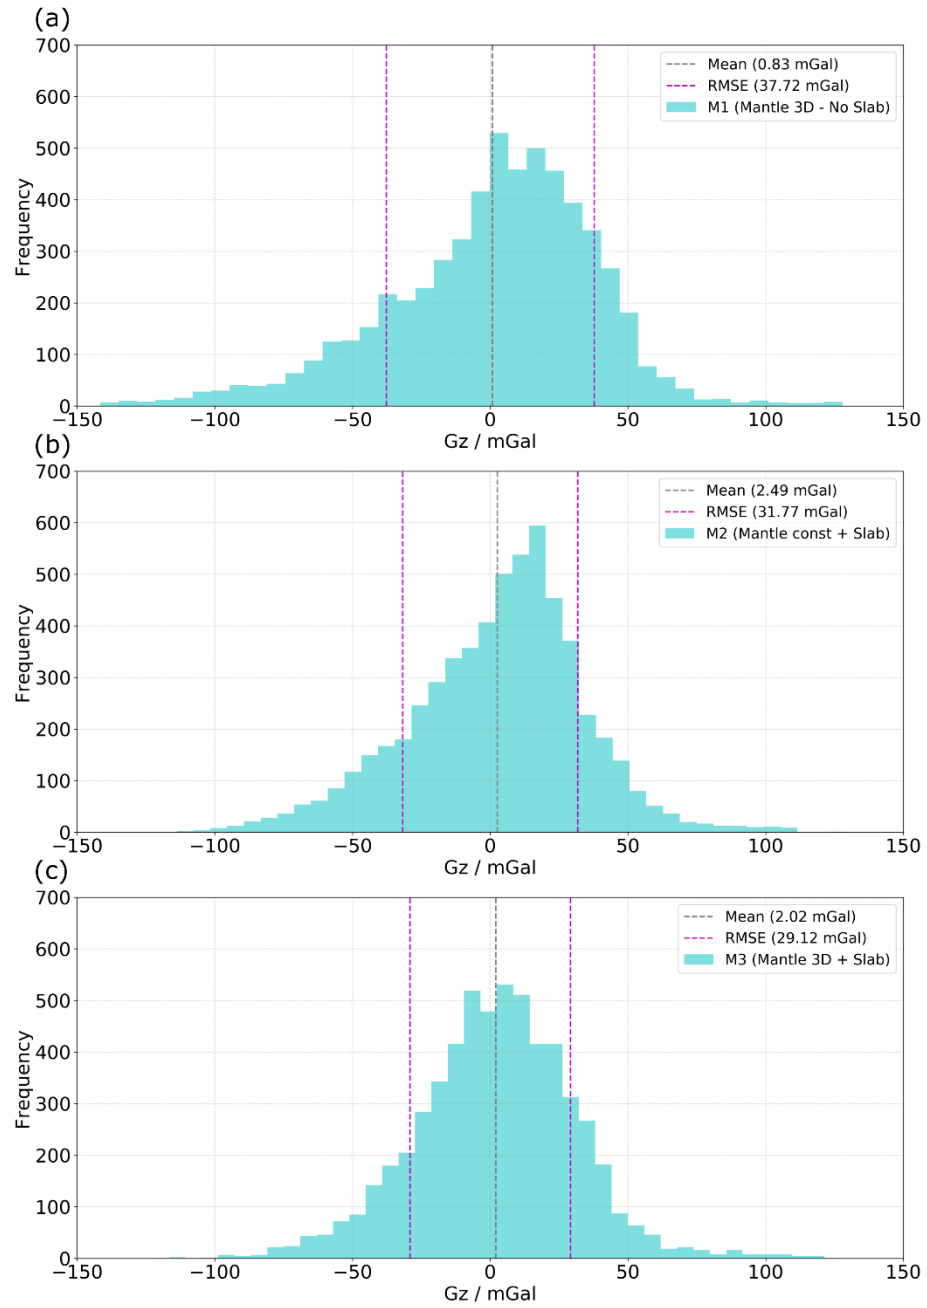 (a)
700
600
500
400
300
200
100
0
Frequency
Mean (0.83 mGal)
RMSE (37.72 mGal)
M1 (Mantle 3D - No Slab)
−150 −100 −50 0 50 100 150
Gz / mGal
(b)
700
600
500
400
300
200
100
0
Frequency
Mean (2.49 mGal)
RMSE (31.77 mGal)
M2 (Mantle const + Slab)
−150 −100 −50 0 50 100 150
Gz / mGal
(c)
700
600
500
400
300
200
100
0
Frequency
Mean (2.02 mGal)
RMSE (29.12 mGal)
M3 (Mantle 3D + Slab)
−150 −100 −50 0 50 100 150
Gz / mGal